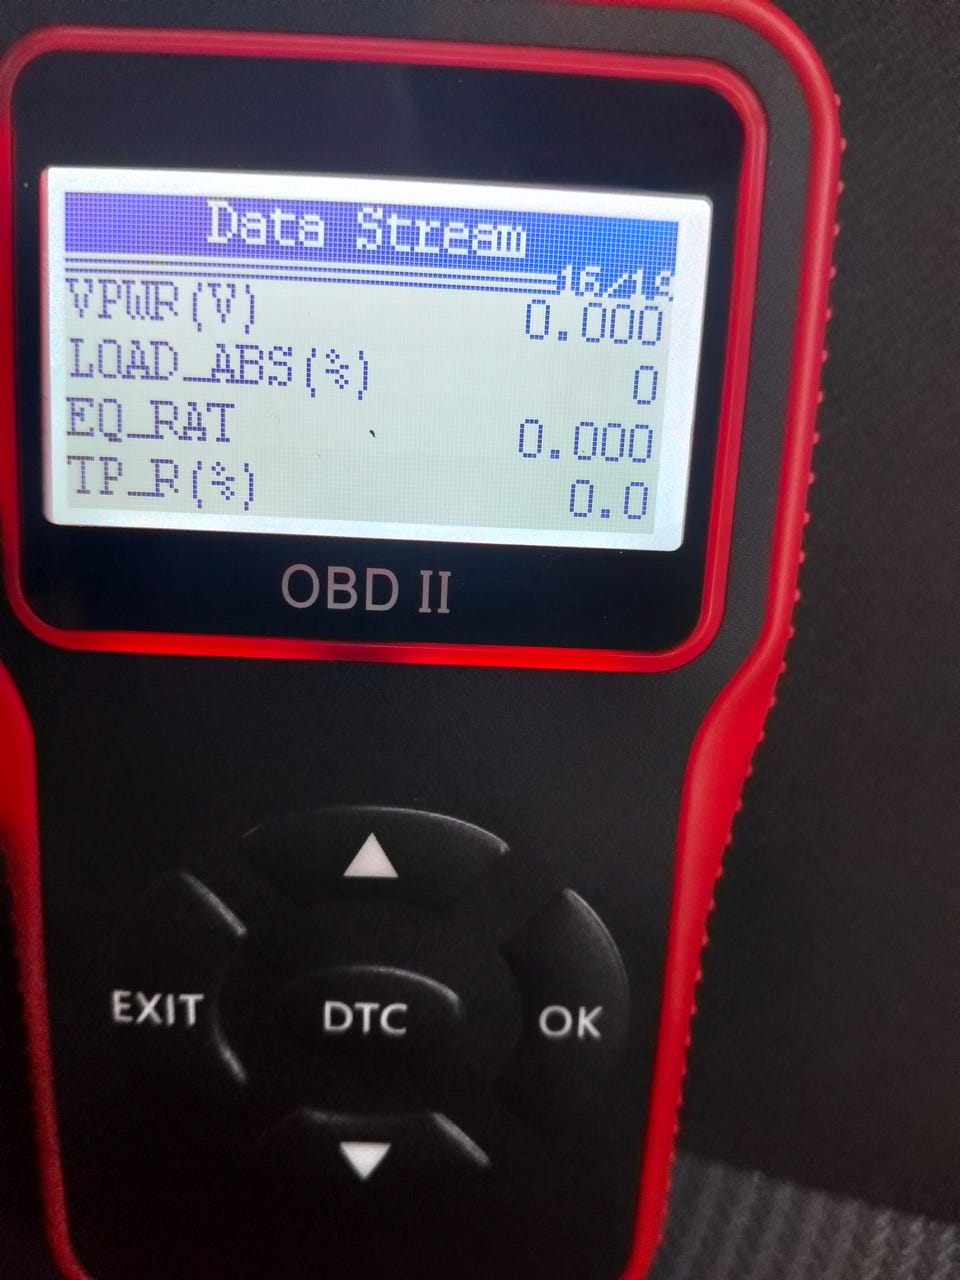 Data Stream
VPWR(V) 0.000
LOAD_ABS(%) 0
EQ_RAT 0.000
TP_R(%) 0.0
OBD II
EXIT DTC OK